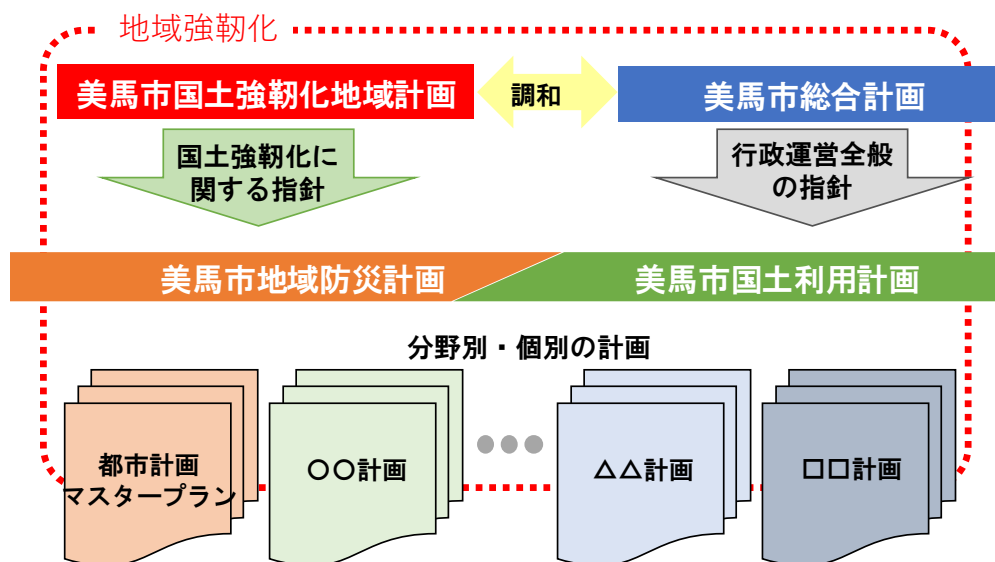 地域強靭化
美馬市国土強靭化地域計画
調和
美馬市総合計画
国土強靭化に
関する指針
行政運営全般
の指針
美馬市地域防災計画
美馬市国土利用計画
分野別・個別の計画
都市計画
マスタープラン
〇〇計画
△△計画
□□計画